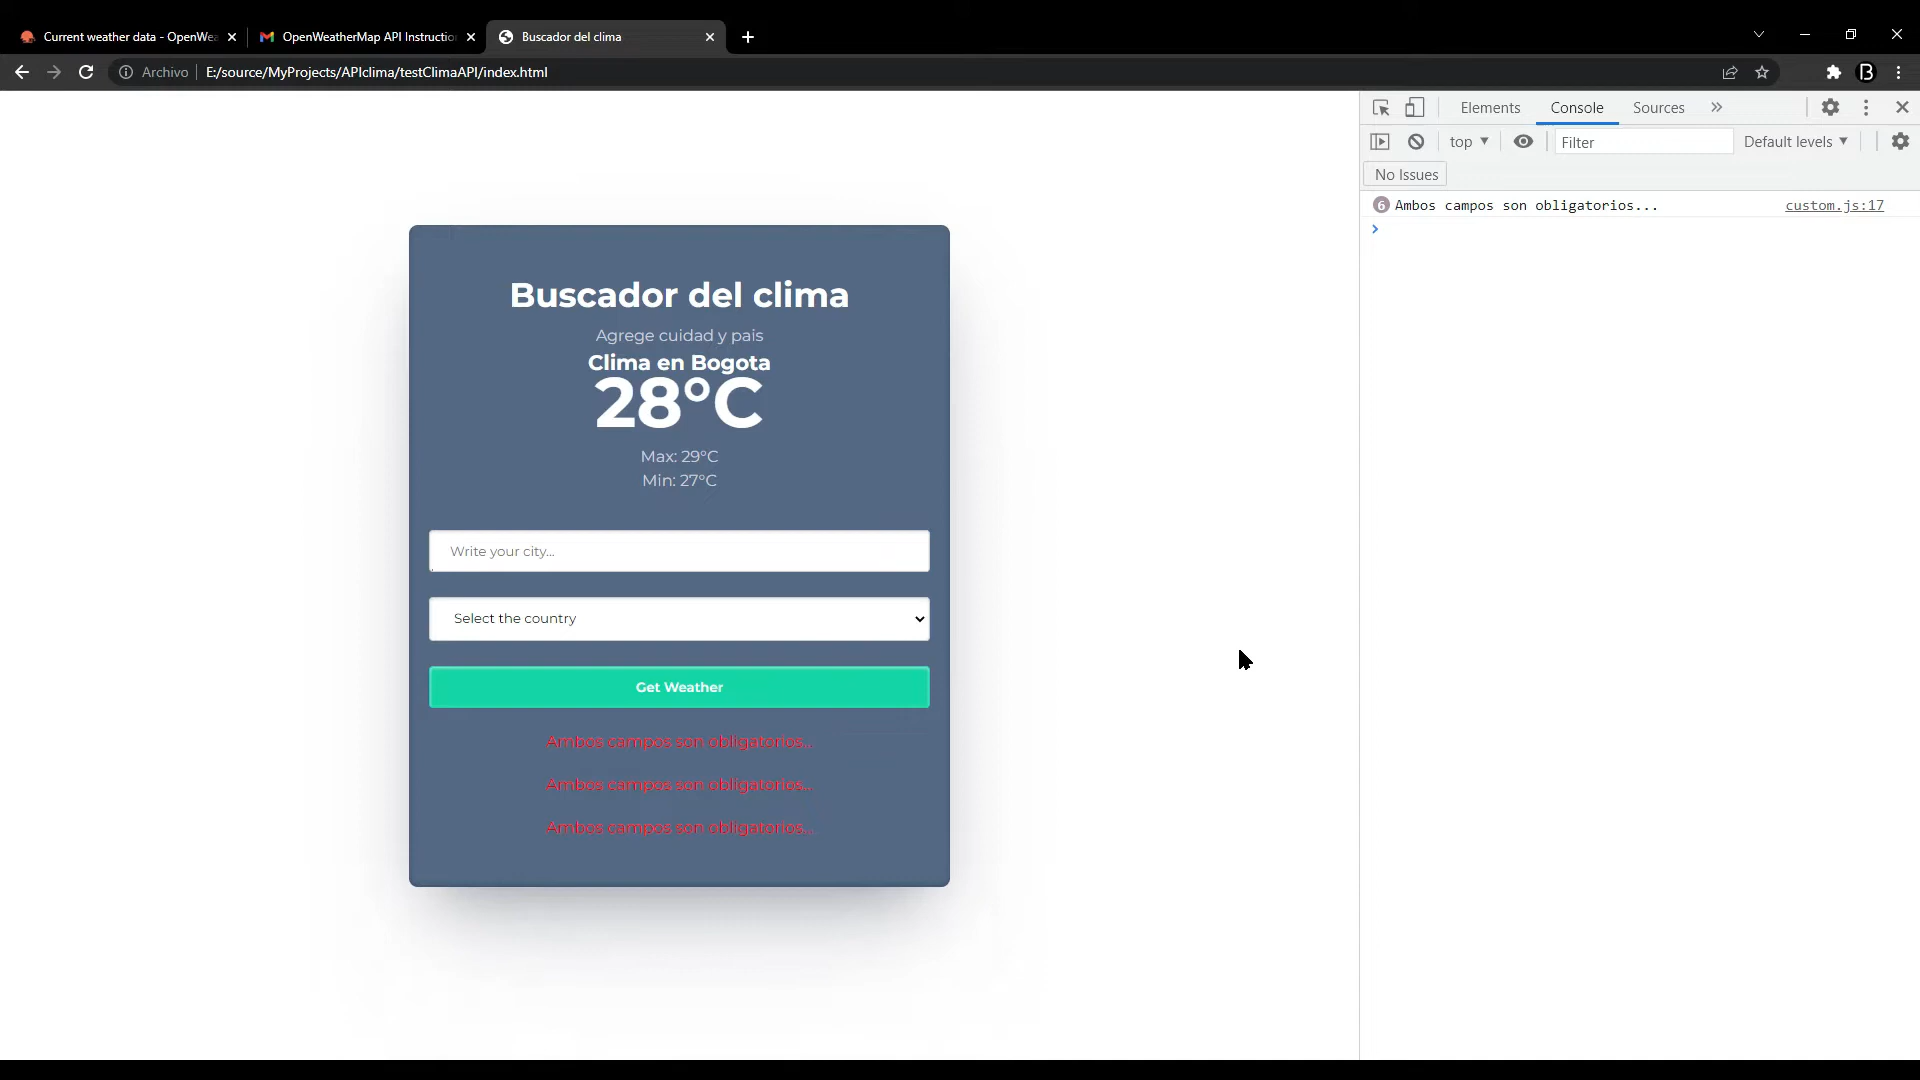 Current weather data - OpenWea
OpenWeatherMap API Instruction
Buscador del clima
Archivo
E:/source/MyProjects/APIclima/testClimaAPI/index.html
Elements
Console
Sources
top
Filter
Default levels
No Issues
6 Ambos campos son obligatorios... custom.js:17
Buscador del clima
Agrege cuidad y pais
Clima en Bogota
28°C
Max: 29°C
Min: 27°C
Write your city...
Select the country
Get Weather
Ambos campos son obligatorios...
Ambos campos son obligatorios...
Ambos campos son obligatorios...